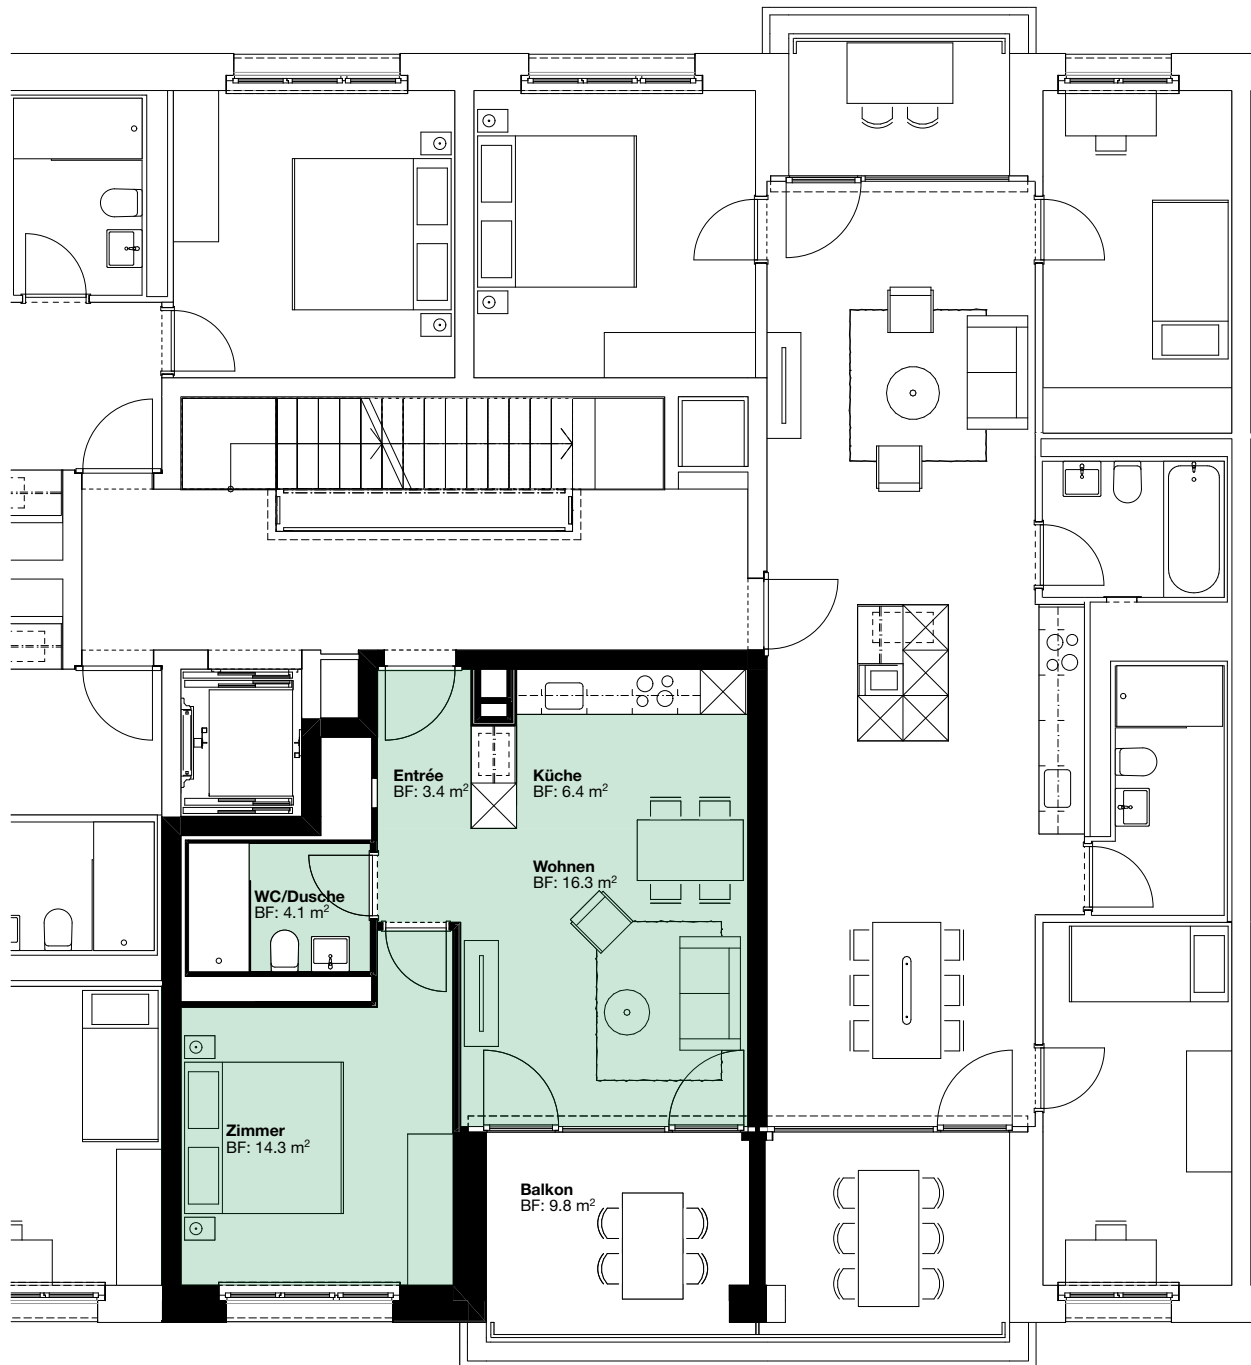 Entrée
BF: 3.4 m²
Küche
BF: 6.4 m²
Wohnen
BF: 16.3 m²
WC/Dusche
BF: 4.1 m²
Zimmer
BF: 14.3 m²
Balkon
BF: 9.8 m²